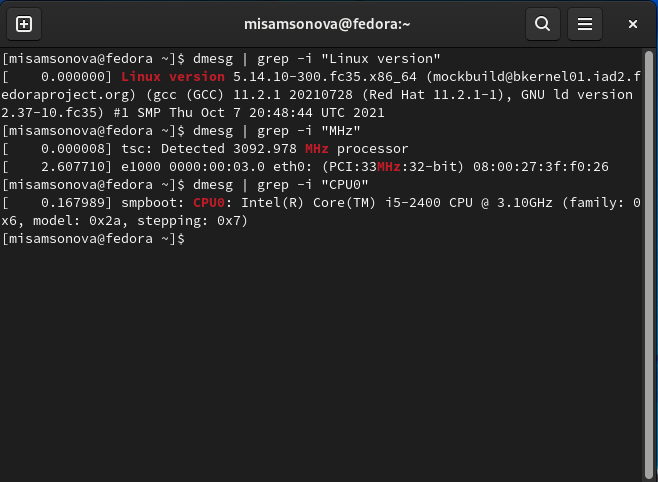 misamsonova@fedora:~
[misamsonova@fedora ~]$ dmesg | grep -i "Linux version"
[    0.000000] Linux version 5.14.10-300.fc35.x86_64 (mockbuild@bkernel01.iad2.f
edoraproject.org) (gcc (GCC) 11.2.1 20210728 (Red Hat 11.2.1-1), GNU ld version
2.37-10.fc35) #1 SMP Thu Oct 7 20:48:44 UTC 2021
[misamsonova@fedora ~]$ dmesg | grep -i "MHz"
[    0.000008] tsc: Detected 3092.978 MHz processor
[    2.607710] e1000 0000:00:03.0 eth0: (PCI:33MHz:32-bit) 08:00:27:3f:f0:26
[misamsonova@fedora ~]$ dmesg | grep -i "CPU0"
[    0.167989] smpboot: CPU0: Intel(R) Core(TM) i5-2400 CPU @ 3.10GHz (family: 0
x6, model: 0x2a, stepping: 0x7)
[misamsonova@fedora ~]$